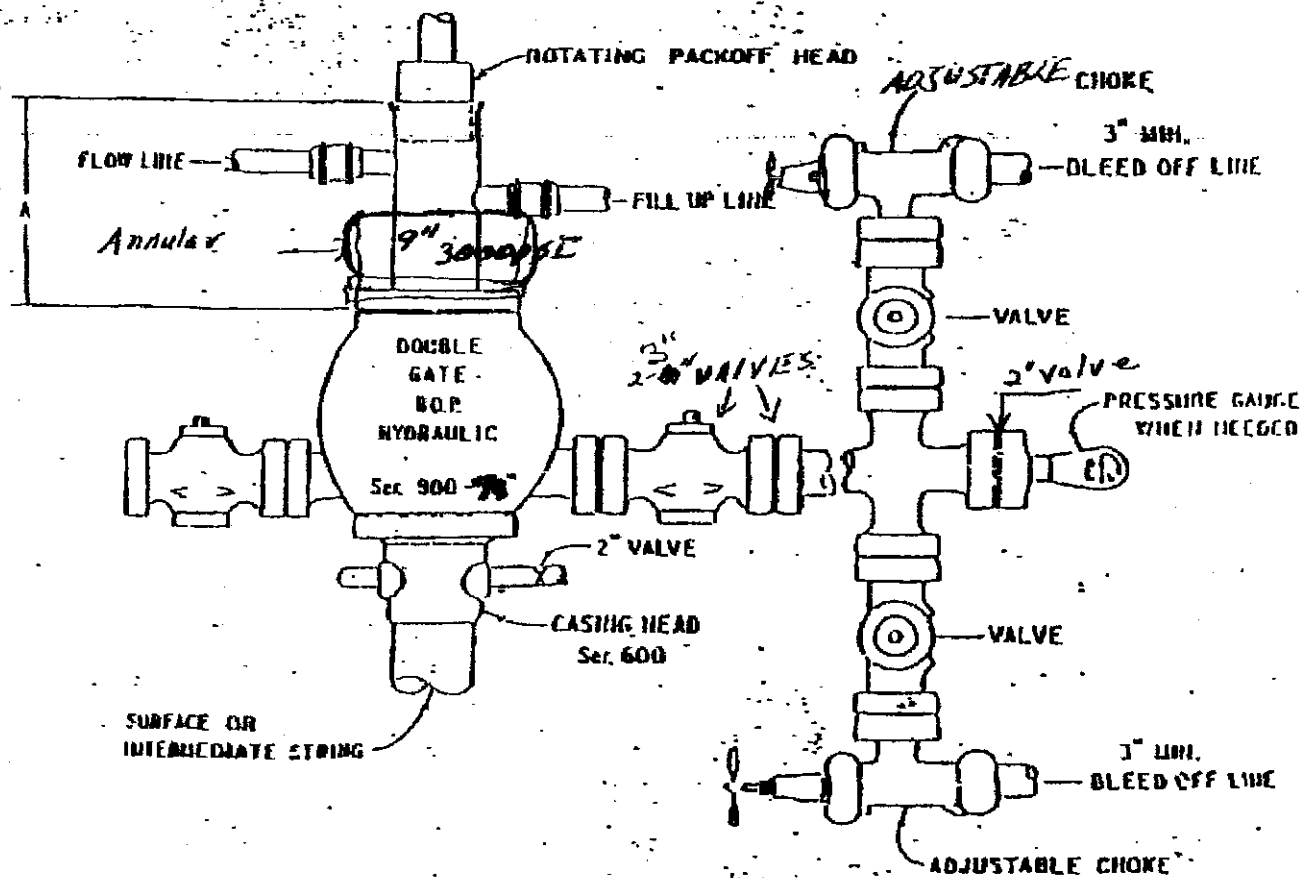 ROTATING PACKOFF HEAD
ADJUSTABLE CHOKE
3" MIN.
BLEED OFF LINE
FLOW LINE
FILL UP LINE
A
Annular
9"
VALVE
DOUBLE
GATE
B.O.P.
HYDRAULIC
Ser. 900
3"
VALVES
2" Valve
PRESSURE GAUGE
WHEN NEEDED
2" VALVE
CASING HEAD
Ser. 600
VALVE
SURFACE OR
INTERMEDIATE STRING
3" MIN.
BLEED OFF LINE
ADJUSTABLE CHOKE